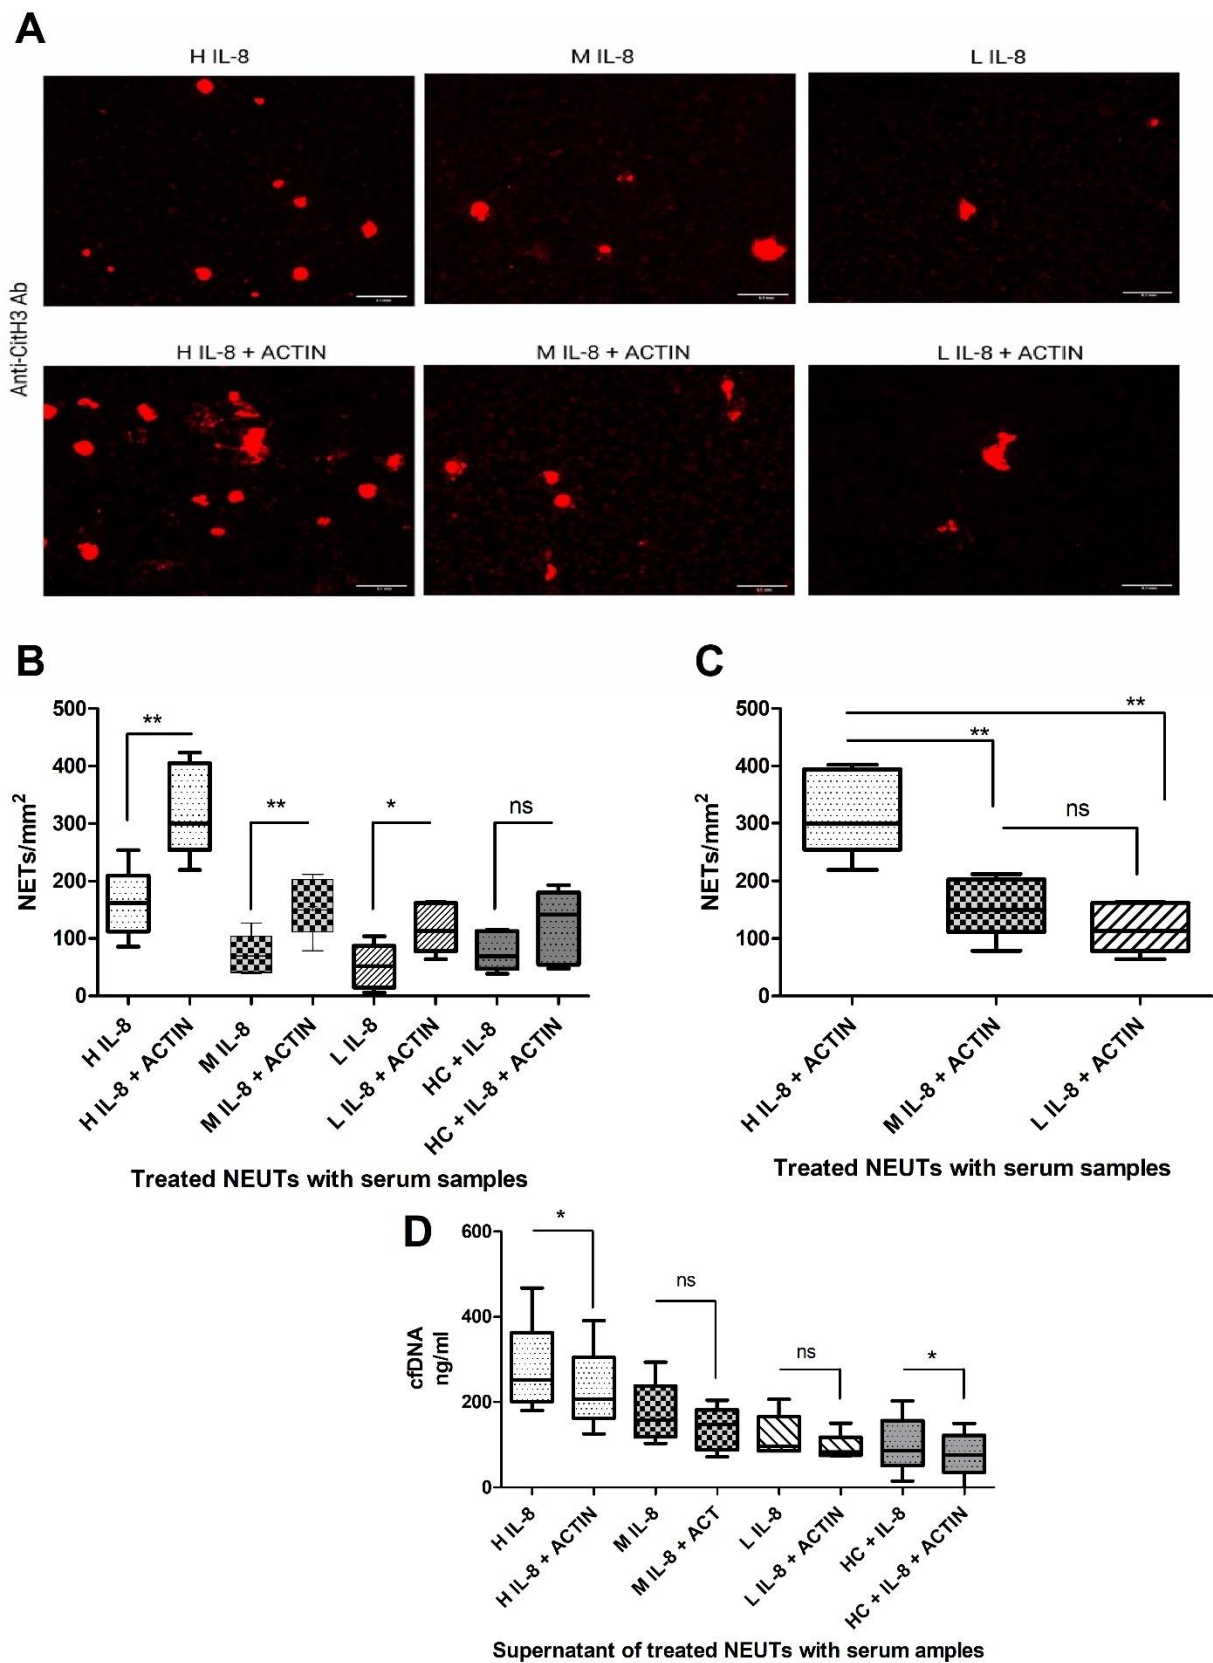 A
H IL-8
M IL-8
L IL-8
Anti-CitH3 Ab
H IL-8 + ACTIN
M IL-8 + ACTIN
L IL-8 + ACTIN
B
500
400
300
200
100
0
NETs/mm²
**
**
*
ns
H IL-8
H IL-8 + ACTIN
M IL-8
M IL-8 + ACTIN
L IL-8
L IL-8 + ACTIN
HC + IL-8
HC + IL-8 + ACTIN
Treated NEUTs with serum samples
C
500
400
300
200
100
0
NETs/mm²
**
**
ns
H IL-8 + ACTIN
M IL-8 + ACTIN
L IL-8 + ACTIN
Treated NEUTs with serum samples
D
600
400
200
0
cfDNA
ng/ml
*
ns
ns
*
H IL-8
H IL-8 + ACTIN
M IL-8
M IL-8 + ACT
L IL-8
L IL-8 + ACTIN
HC + IL-8
HC + IL-8 + ACTIN
Supernatant of treated NEUTs with serum amples